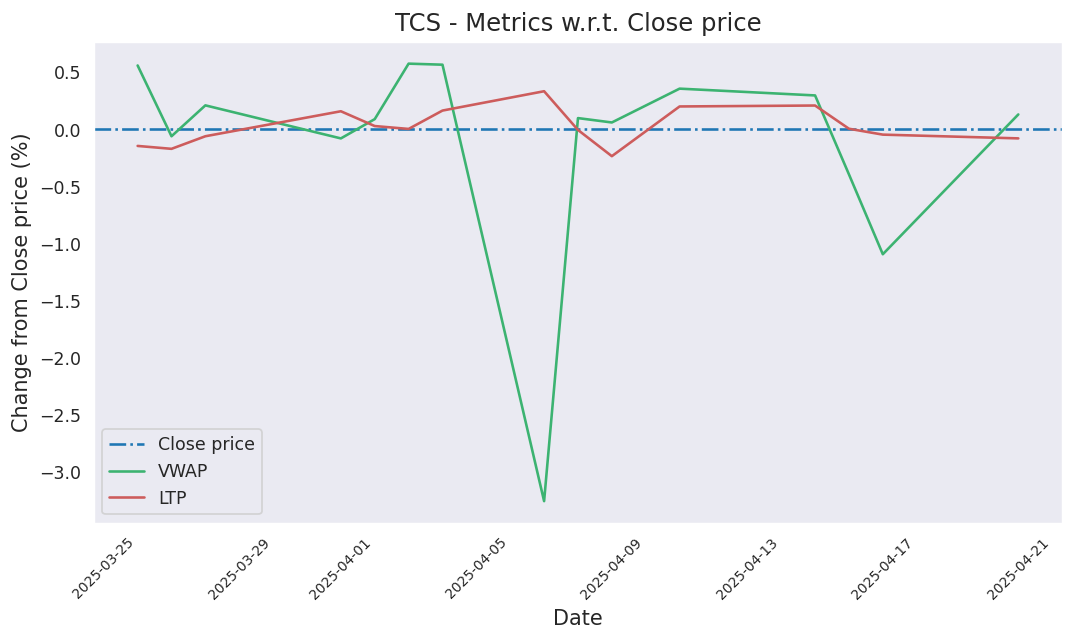 TCS - Metrics w.r.t. Close price
Change from Close price (%)
0.5
0.0
−0.5
−1.0
−1.5
−2.0
−2.5
−3.0
Close price
VWAP
LTP
2025-03-25
2025-03-29
2025-04-01
2025-04-05
2025-04-09
2025-04-13
2025-04-17
2025-04-21
Date